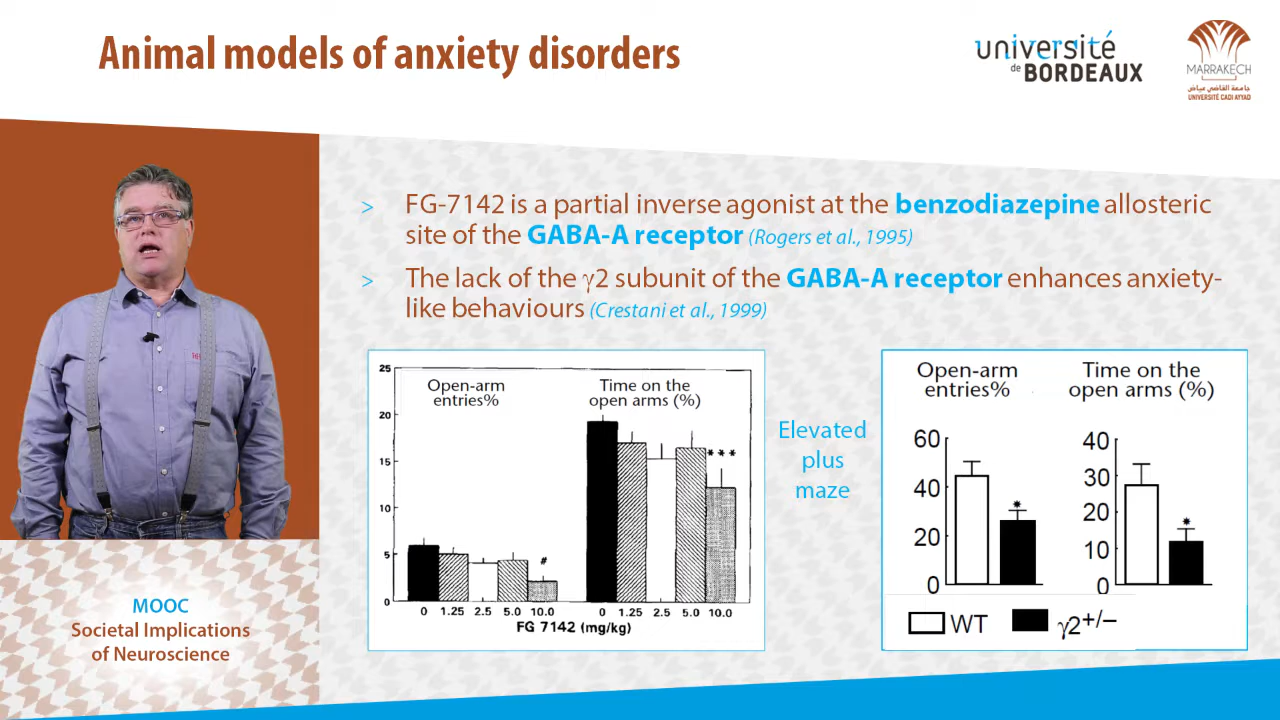 Animal models of anxiety disorders
université
de BORDEAUX
MARRAKECH
جامعة القاضي عياض
UNIVERSITÉ CADI AYYAD
> FG-7142 is a partial inverse agonist at the benzodiazepine allosteric
site of the GABA-A receptor (Rogers et al., 1995)
> The lack of the γ2 subunit of the GABA-A receptor enhances anxiety-
like behaviours (Crestani et al., 1999)
25
20
15
10
5
0
Open-arm
entries%
Time on the
open arms (%)
#
***
0 1.25 2.5 5.0 10.0 0 1.25 2.5 5.0 10.0
FG 7142 (mg/kg)
Elevated
plus
maze
Open-arm
entries%
Time on the
open arms (%)
60
40
20
0
*
40
30
20
10
0
*
WT γ2+/−
MOOC
Societal Implications
of Neuroscience